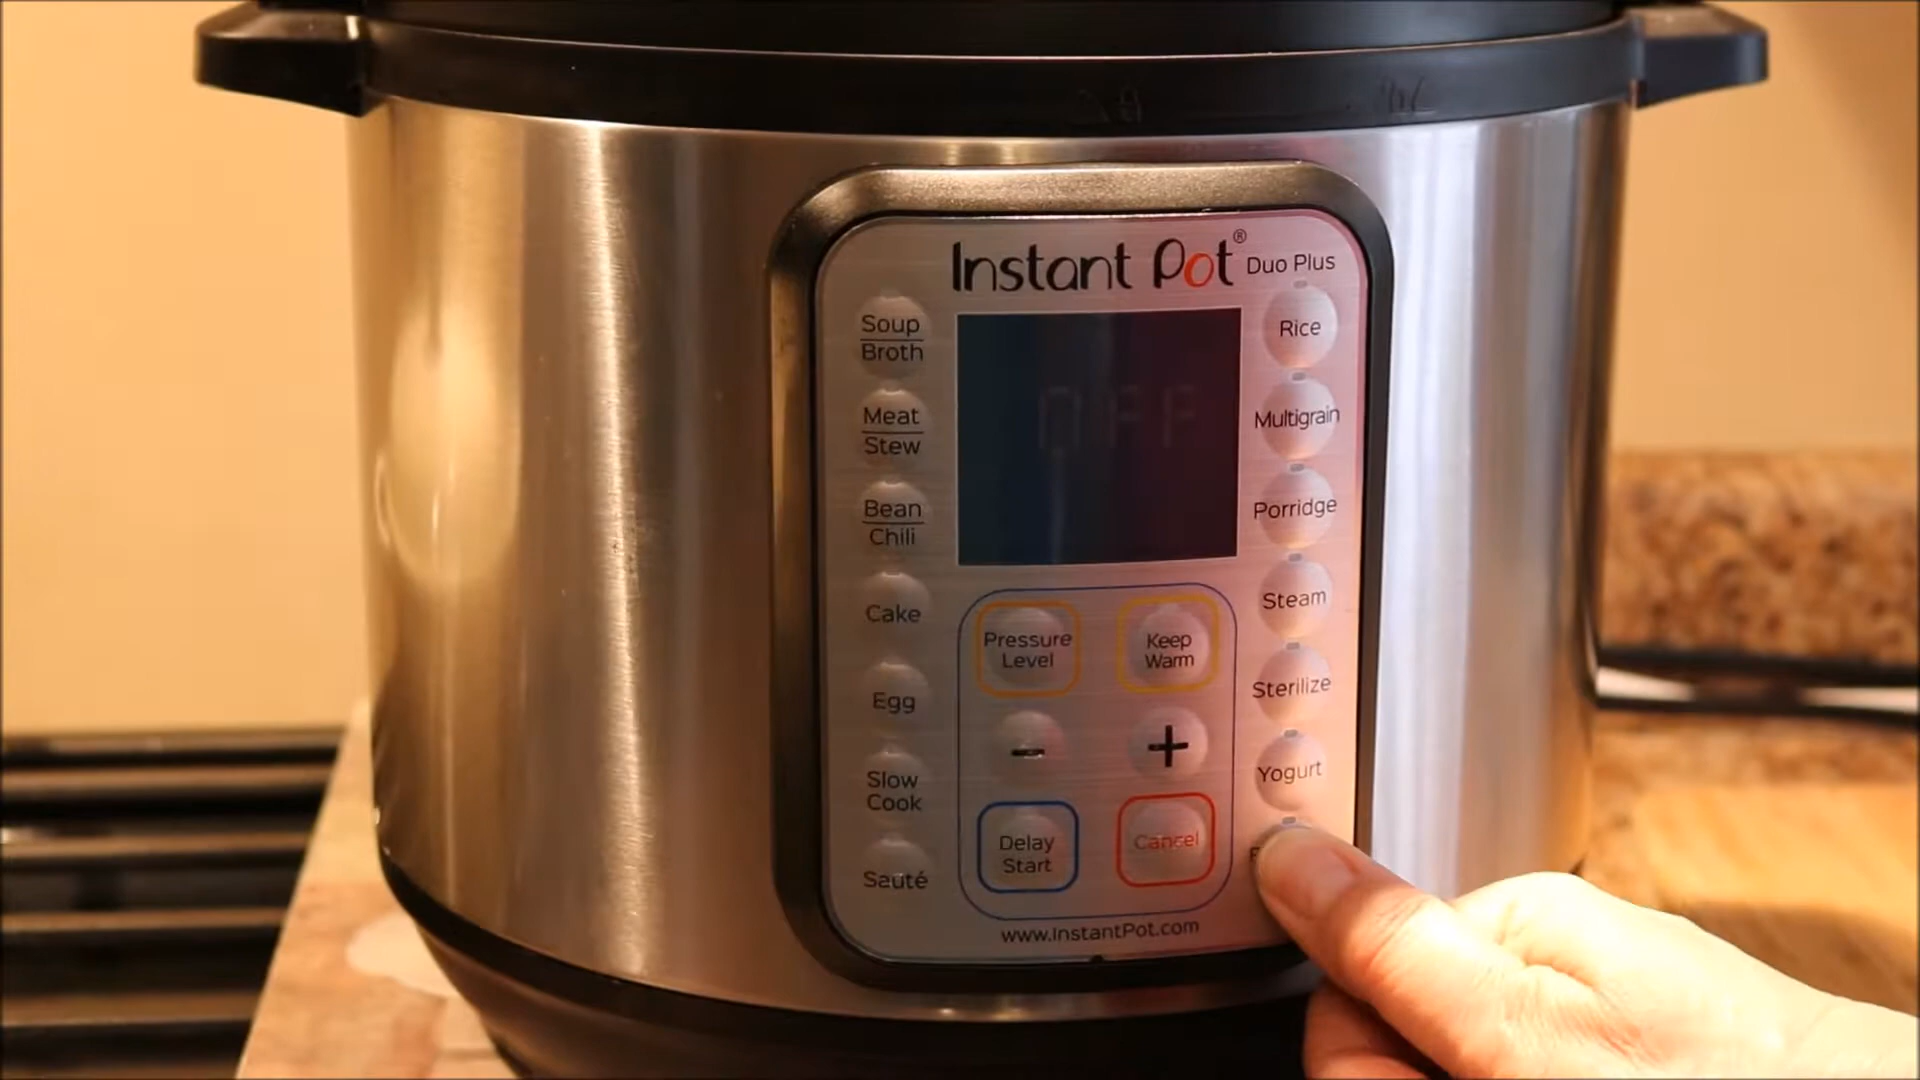 Instant Pot® Duo Plus
Soup
Broth
Meat
Stew
Bean
Chili
Cake
Egg
Slow
Cook
Sauté
OFF
Pressure
Level
Keep
Warm
-
+
Delay
Start
Cancel
Rice
Multigrain
Porridge
Steam
Sterilize
Yogurt
www.InstantPot.com